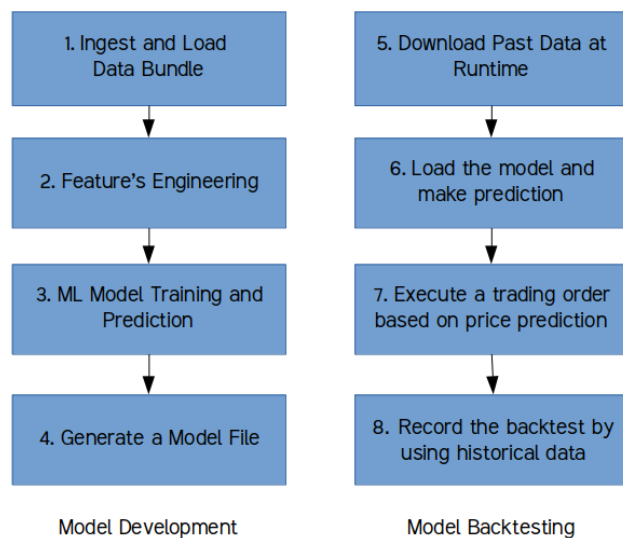 1. Ingest and Load
Data Bundle
2. Feature's Engineering
3. ML Model Training and
Prediction
4. Generate a Model File
Model Development
5. Download Past Data at
Runtime
6. Load the model and
make prediction
7. Execute a trading order
based on price prediction
8. Record the backtest by
using historical data
Model Backtesting